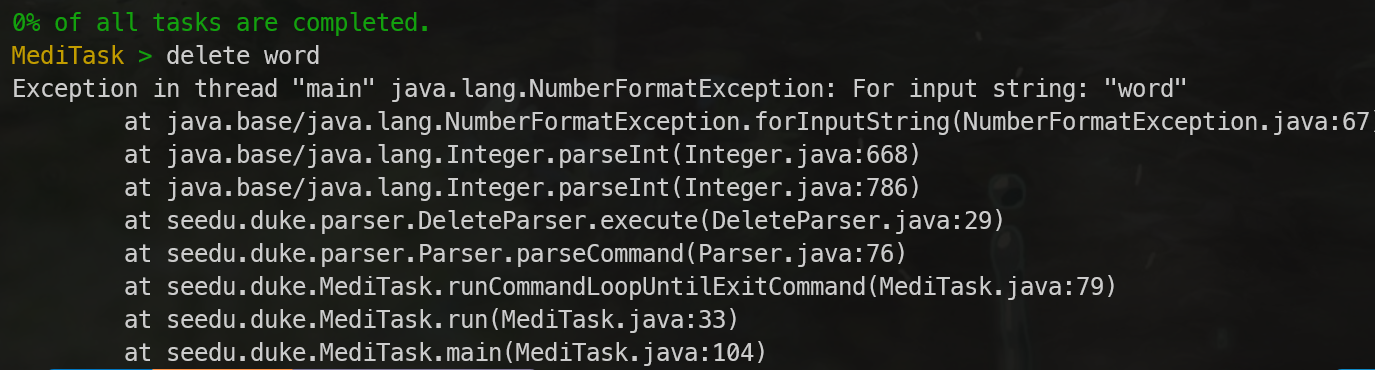 0% of all tasks are completed.
MediTask > delete word
Exception in thread "main" java.lang.NumberFormatException: For input string: "word"
at java.base/java.lang.NumberFormatException.forInputString(NumberFormatException.java:67)
at java.base/java.lang.Integer.parseInt(Integer.java:668)
at java.base/java.lang.Integer.parseInt(Integer.java:786)
at seedu.duke.parser.DeleteParser.execute(DeleteParser.java:29)
at seedu.duke.parser.Parser.parseCommand(Parser.java:76)
at seedu.duke.MediTask.runCommandLoopUntilExitCommand(MediTask.java:79)
at seedu.duke.MediTask.run(MediTask.java:33)
at seedu.duke.MediTask.main(MediTask.java:104)